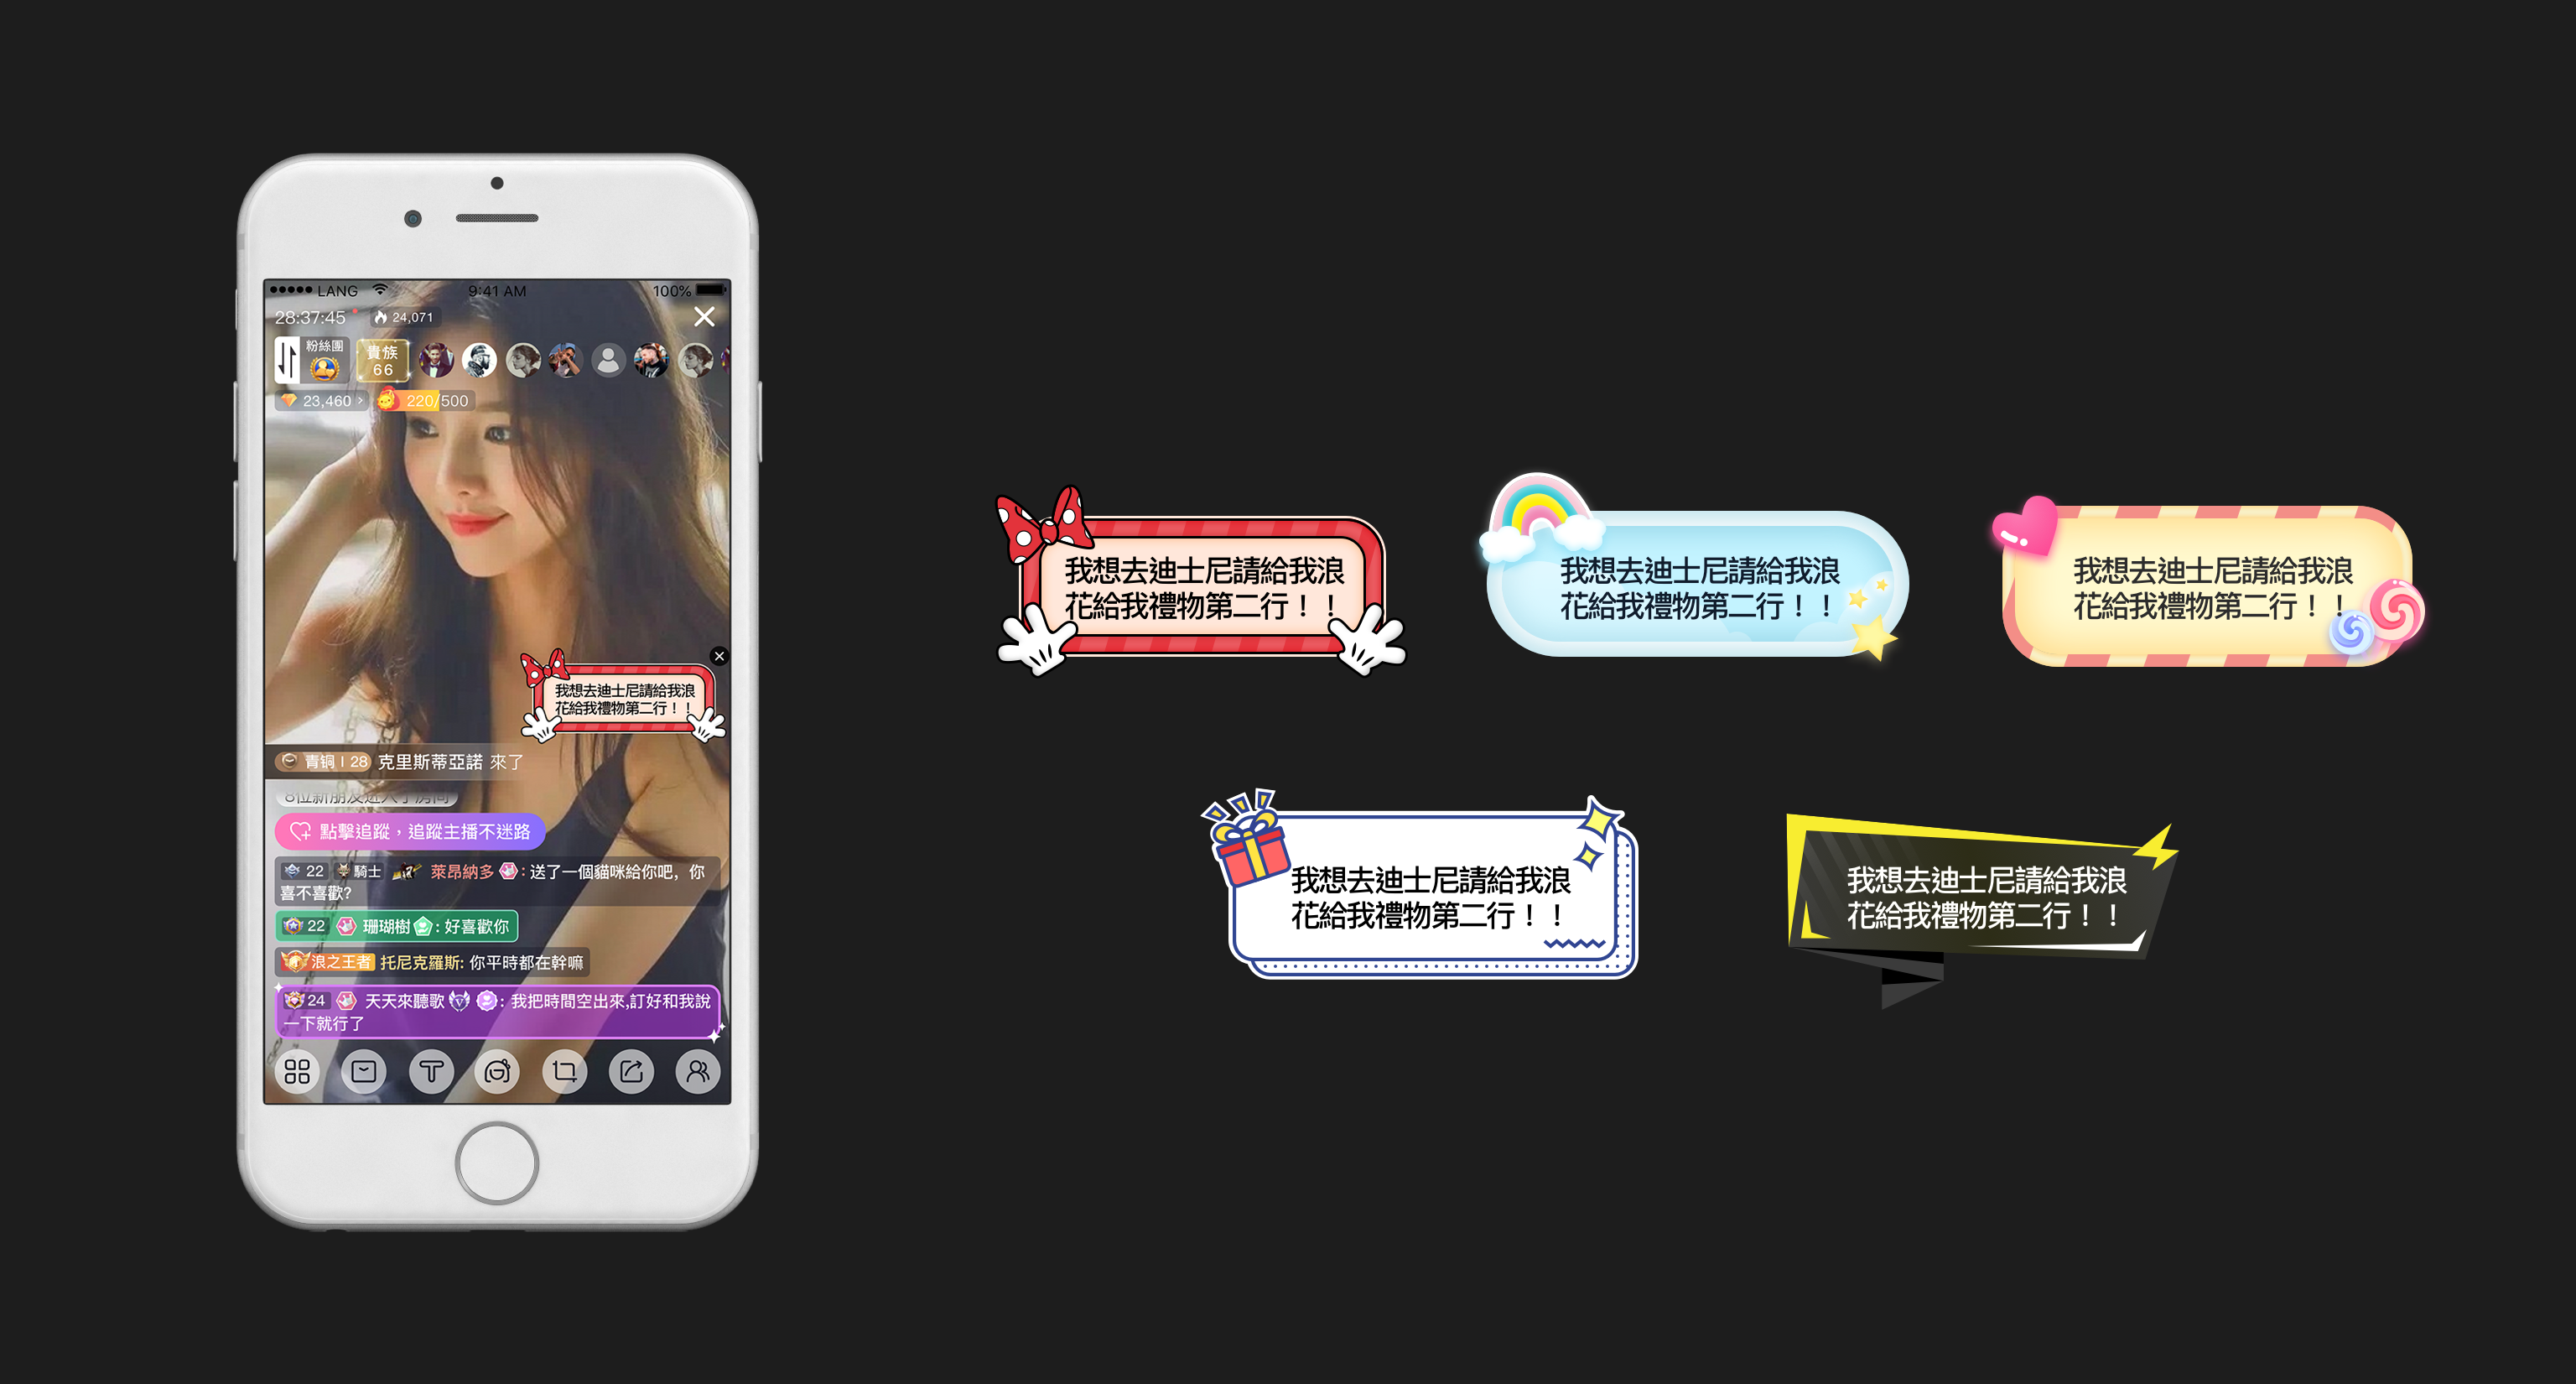 LANG
9:41 AM
100%
28:37:45
24,071
粉絲團
貴族
66
23,460
220/500
我想去迪士尼請給我浪
花給我禮物第二行！！
青铜 I 28 克里斯蒂亞諾 來了
點擊追蹤，追蹤主播不迷路
22 騎士 萊昂納多 : 送了一個貓咪給你吧，你
喜不喜歡?
22 珊瑚樹 : 好喜歡你
浪之王者 托尼克羅斯: 你平時都在幹嘛
24 天天來聽歌 V : 我把時間空出來,訂好和我說
一下就行了
我想去迪士尼請給我浪
花給我禮物第二行！！
我想去迪士尼請給我浪
花給我禮物第二行！！
我想去迪士尼請給我浪
花給我禮物第二行！！
我想去迪士尼請給我浪
花給我禮物第二行！！
我想去迪士尼請給我浪
花給我禮物第二行！！